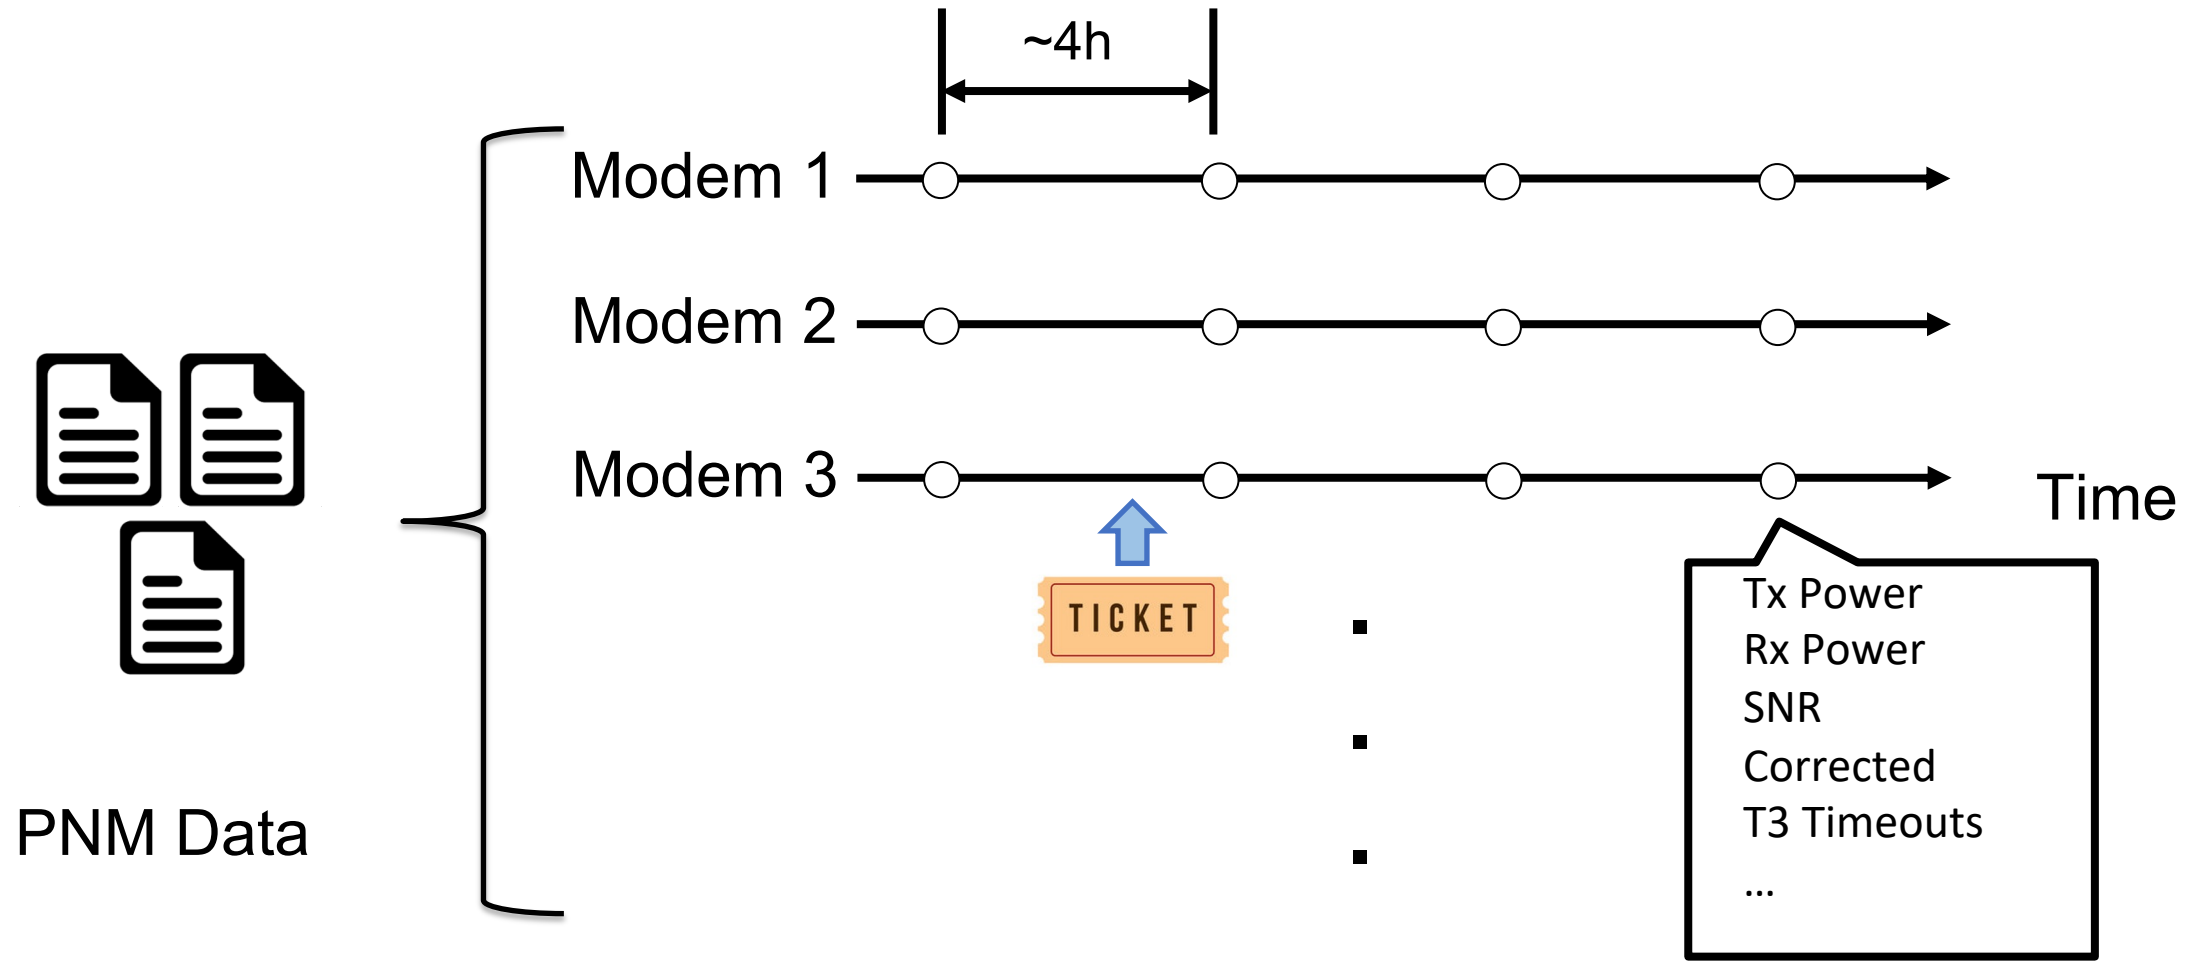 ~4h
Modem 1
Modem 2
Modem 3
Time
TICKET
Tx Power
Rx Power
SNR
Corrected
T3 Timeouts
...
PNM Data